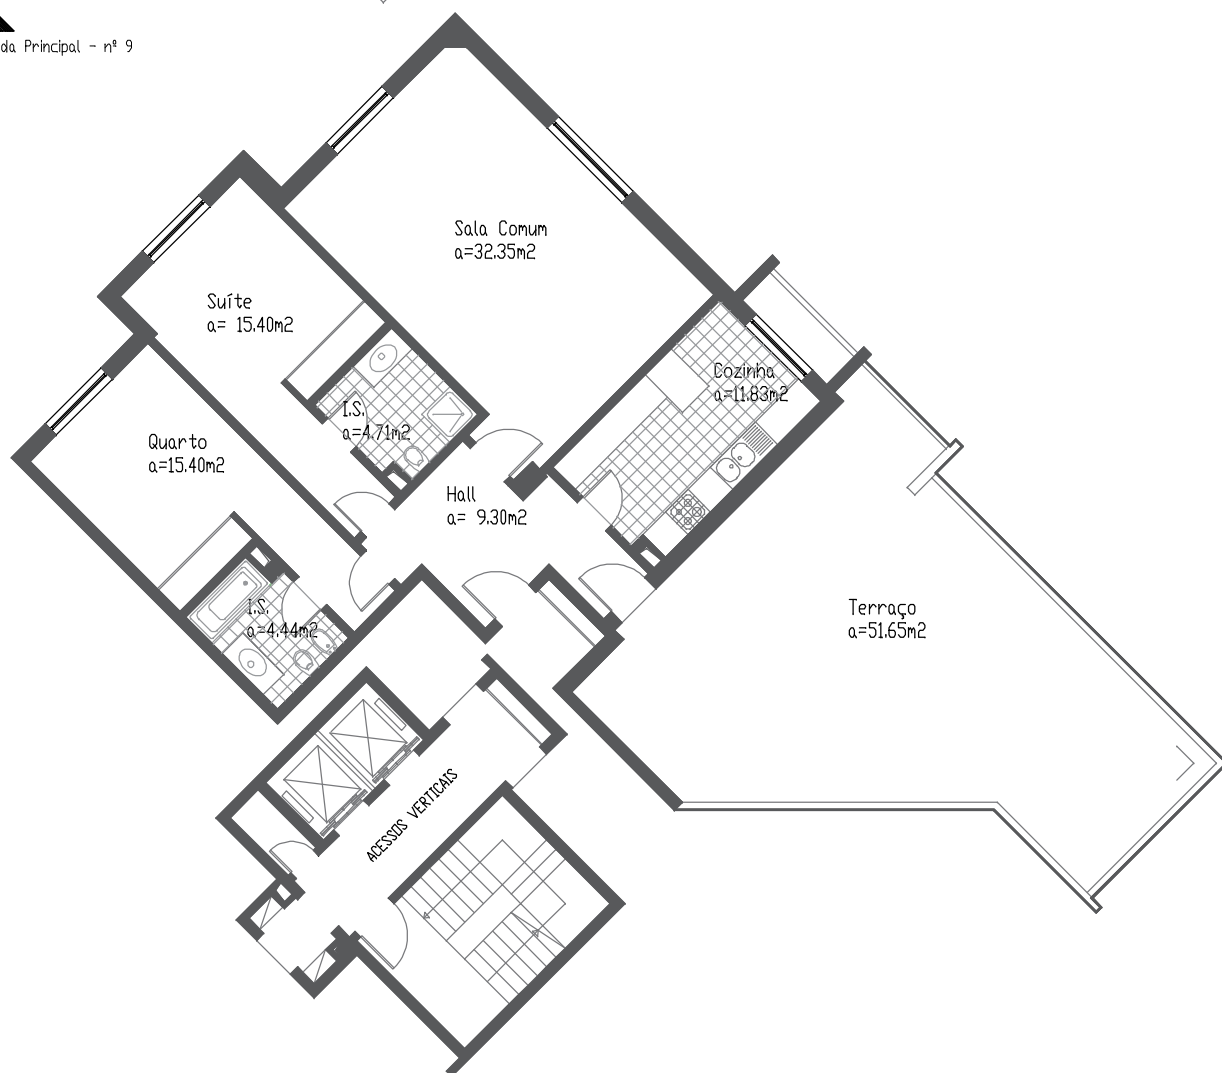 da Principal - nº 9
Sala Comum
a=32.35m2
Suíte
a= 15.40m2
Cozinha
a=11.83m2
I.S.
a=4.71m2
Quarto
a=15.40m2
Hall
a= 9.30m2
I.S.
a=4.44m2
Terraço
a=51.65m2
ACESSOS VERTICAIS